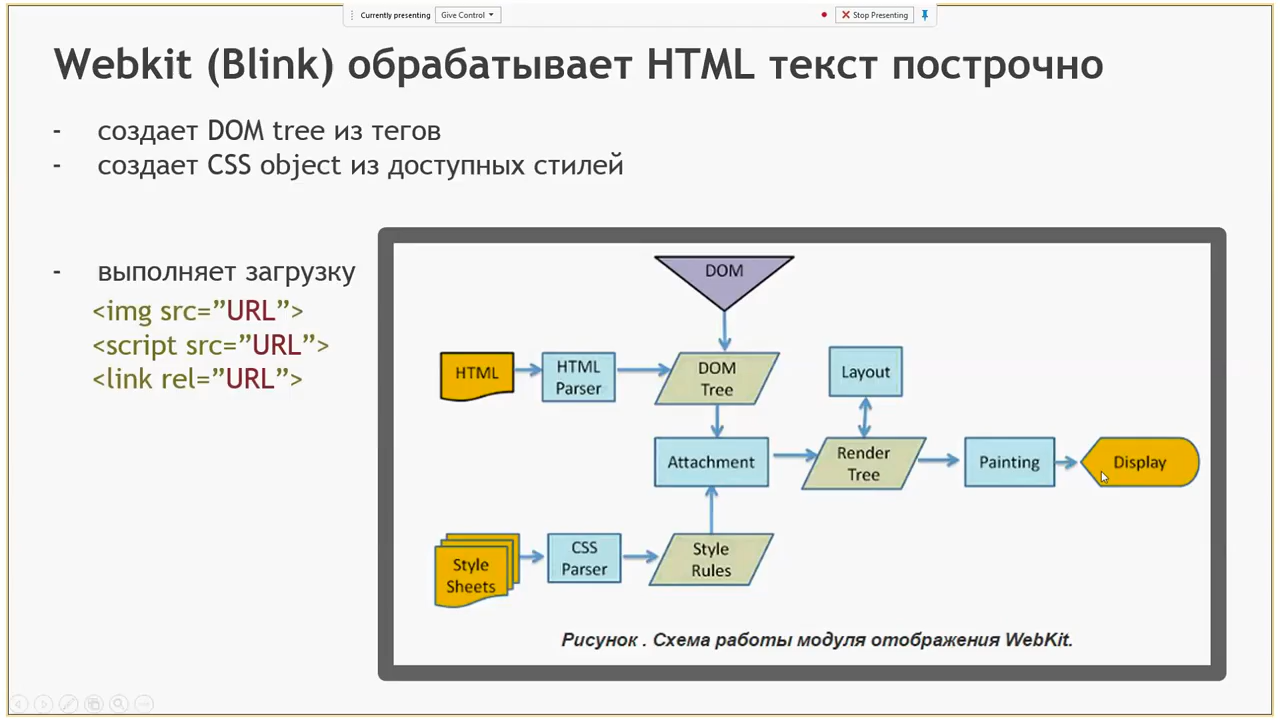 Currently presenting
Give Control
Stop Presenting
Webkit (Blink) обрабатывает HTML текст построчно
- создает DOM tree из тегов
- создает CSS object из доступных стилей
- выполняет загрузку
<img src=”URL”>
<script src=”URL”>
<link rel=”URL”>
DOM
HTML
HTML
Parser
DOM
Tree
Layout
Attachment
Render
Tree
Painting
Display
Style
Sheets
CSS
Parser
Style
Rules
Рисунок . Схема работы модуля отображения WebKit.